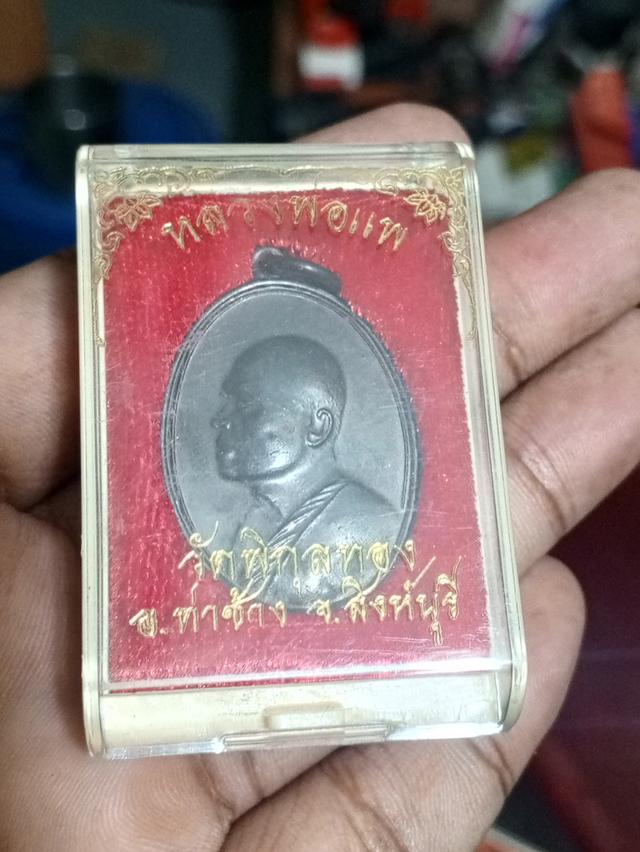 หลวงพ่อแพ
วัดพิกุลทอง
อ.ท่าช้าง จ.สิงห์บุรี